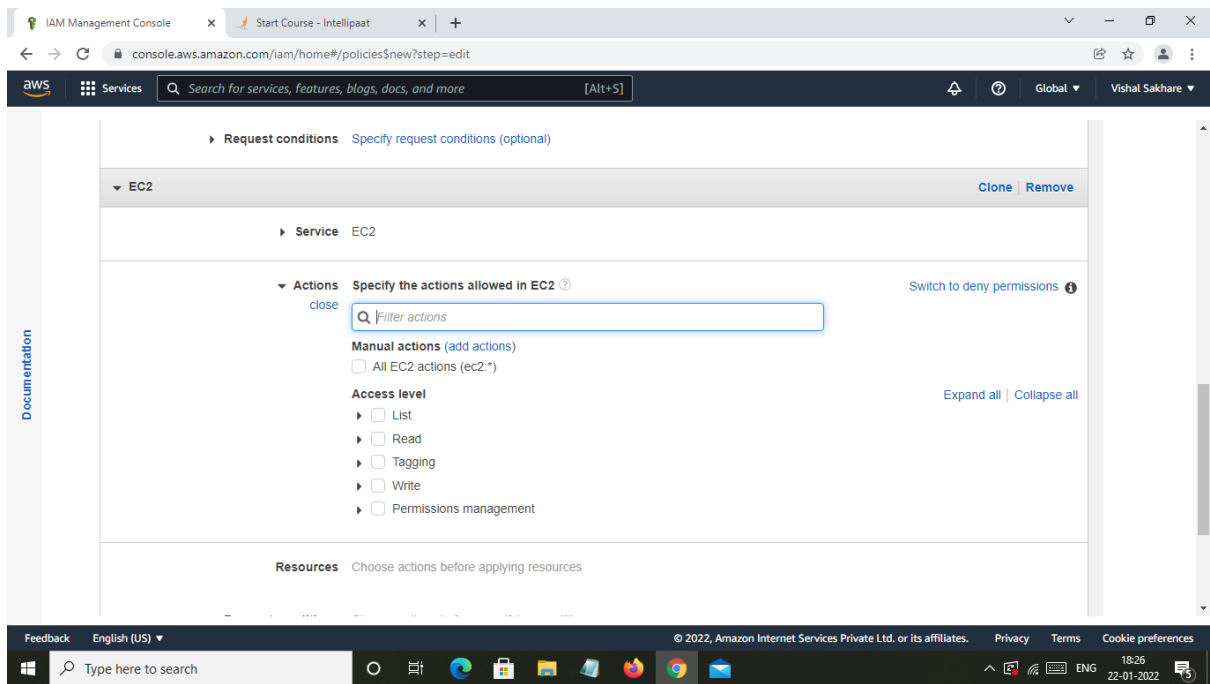 IAM Management Console
Start Course - Intellipaat
console.aws.amazon.com/iam/home#/policies$new?step=edit
aws
Services
Search for services, features, blogs, docs, and more [Alt+S]
Global
Vishal Sakhare
Request conditions Specify request conditions (optional)
EC2
Clone | Remove
Service EC2
Actions Specify the actions allowed in EC2
Switch to deny permissions
close
Filter actions
Manual actions (add actions)
All EC2 actions (ec2:*)
Access level
Expand all | Collapse all
List
Read
Tagging
Write
Permissions management
Resources Choose actions before applying resources
Documentation
Feedback English (US)
© 2022, Amazon Internet Services Private Ltd. or its affiliates. Privacy Terms Cookie preferences
Type here to search
ENG
18:26
22-01-2022
5